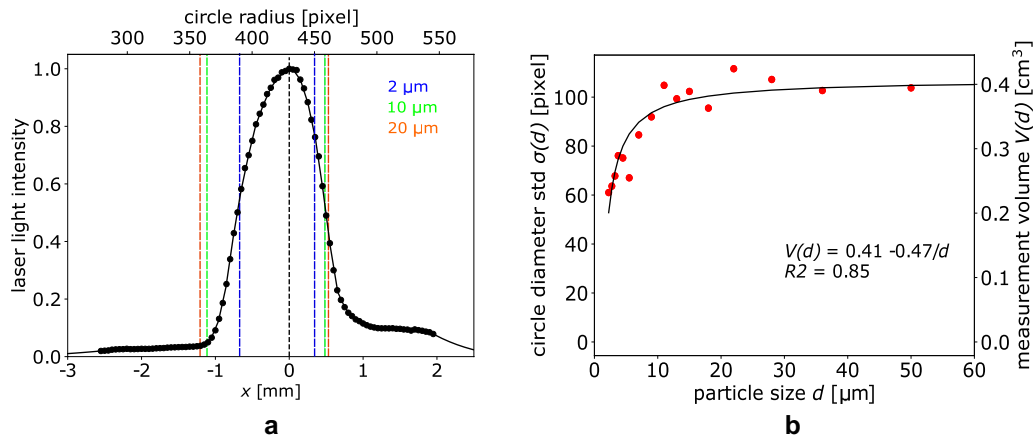 circle radius [pixel]
300 350 400 450 500 550
laser light intensity
1.0
0.8
0.6
0.4
0.2
0.0
2 μm
10 μm
20 μm
-3 -2 -1 0 1 2
x [mm]
a
circle diameter std σ(d) [pixel]
100
80
60
40
20
0
V(d) = 0.41 -0.47/d
R2 = 0.85
0.4
0.3
0.2
0.1
0.0
measurement volume V(d) [cm³]
0 10 20 30 40 50 60
particle size d [μm]
b